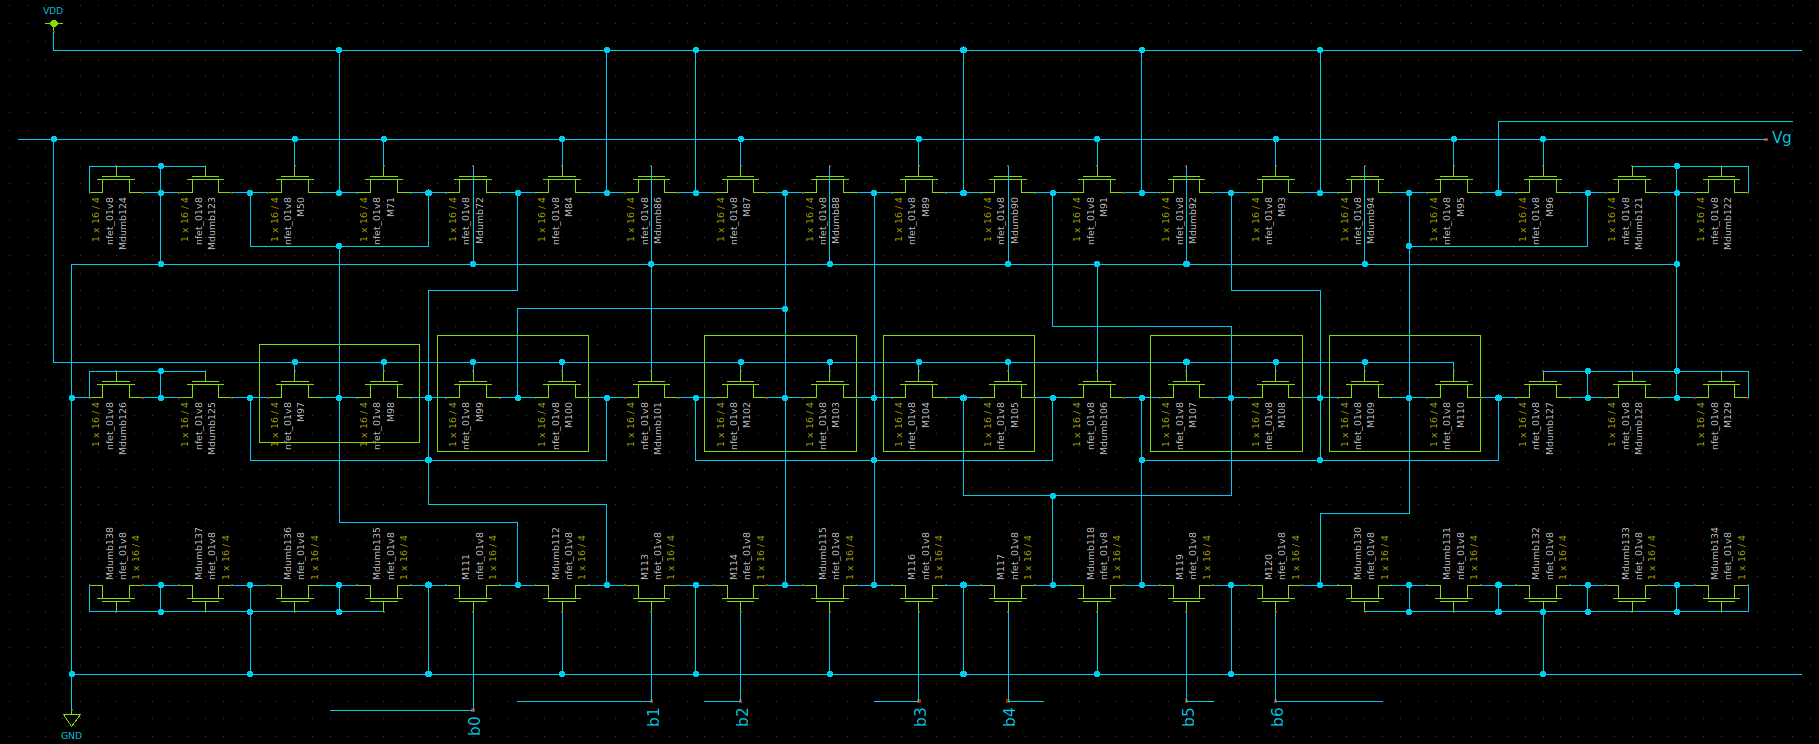 VDD
Vg
1 x 16 / 4
nfet_01v8
Mdumb124
1 x 16 / 4
nfet_01v8
Mdumb123
1 x 16 / 4
nfet_01v8
M50
1 x 16 / 4
nfet_01v8
M71
1 x 16 / 4
nfet_01v8
Mdumb72
1 x 16 / 4
nfet_01v8
M84
1 x 16 / 4
nfet_01v8
Mdumb86
1 x 16 / 4
nfet_01v8
M87
1 x 16 / 4
nfet_01v8
Mdumb88
1 x 16 / 4
nfet_01v8
M89
1 x 16 / 4
nfet_01v8
Mdumb90
1 x 16 / 4
nfet_01v8
M91
1 x 16 / 4
nfet_01v8
Mdumb92
1 x 16 / 4
nfet_01v8
M93
1 x 16 / 4
nfet_01v8
Mdumb94
1 x 16 / 4
nfet_01v8
M95
1 x 16 / 4
nfet_01v8
M96
1 x 16 / 4
nfet_01v8
Mdumb121
1 x 16 / 4
nfet_01v8
Mdumb122
1 x 16 / 4
nfet_01v8
Mdumb126
1 x 16 / 4
nfet_01v8
Mdumb125
1 x 16 / 4
nfet_01v8
M97
1 x 16 / 4
nfet_01v8
M98
1 x 16 / 4
nfet_01v8
M99
1 x 16 / 4
nfet_01v8
M100
1 x 16 / 4
nfet_01v8
Mdumb101
1 x 16 / 4
nfet_01v8
M102
1 x 16 / 4
nfet_01v8
M103
1 x 16 / 4
nfet_01v8
M104
1 x 16 / 4
nfet_01v8
M105
1 x 16 / 4
nfet_01v8
Mdumb106
1 x 16 / 4
nfet_01v8
M107
1 x 16 / 4
nfet_01v8
M108
1 x 16 / 4
nfet_01v8
M109
1 x 16 / 4
nfet_01v8
M110
1 x 16 / 4
nfet_01v8
Mdumb127
1 x 16 / 4
nfet_01v8
Mdumb128
1 x 16 / 4
nfet_01v8
M129
Mdumb138
nfet_01v8
1 x 16 / 4
Mdumb137
nfet_01v8
1 x 16 / 4
Mdumb136
nfet_01v8
1 x 16 / 4
Mdumb135
nfet_01v8
1 x 16 / 4
M111
nfet_01v8
1 x 16 / 4
Mdumb112
nfet_01v8
1 x 16 / 4
M113
nfet_01v8
1 x 16 / 4
M114
nfet_01v8
1 x 16 / 4
Mdumb115
nfet_01v8
1 x 16 / 4
M116
nfet_01v8
1 x 16 / 4
M117
nfet_01v8
1 x 16 / 4
Mdumb118
nfet_01v8
1 x 16 / 4
M119
nfet_01v8
1 x 16 / 4
M120
nfet_01v8
1 x 16 / 4
Mdumb130
nfet_01v8
1 x 16 / 4
Mdumb131
nfet_01v8
1 x 16 / 4
Mdumb132
nfet_01v8
1 x 16 / 4
Mdumb133
nfet_01v8
1 x 16 / 4
Mdumb134
nfet_01v8
1 x 16 / 4
b0
b1
b2
b3
b4
b5
b6
GND